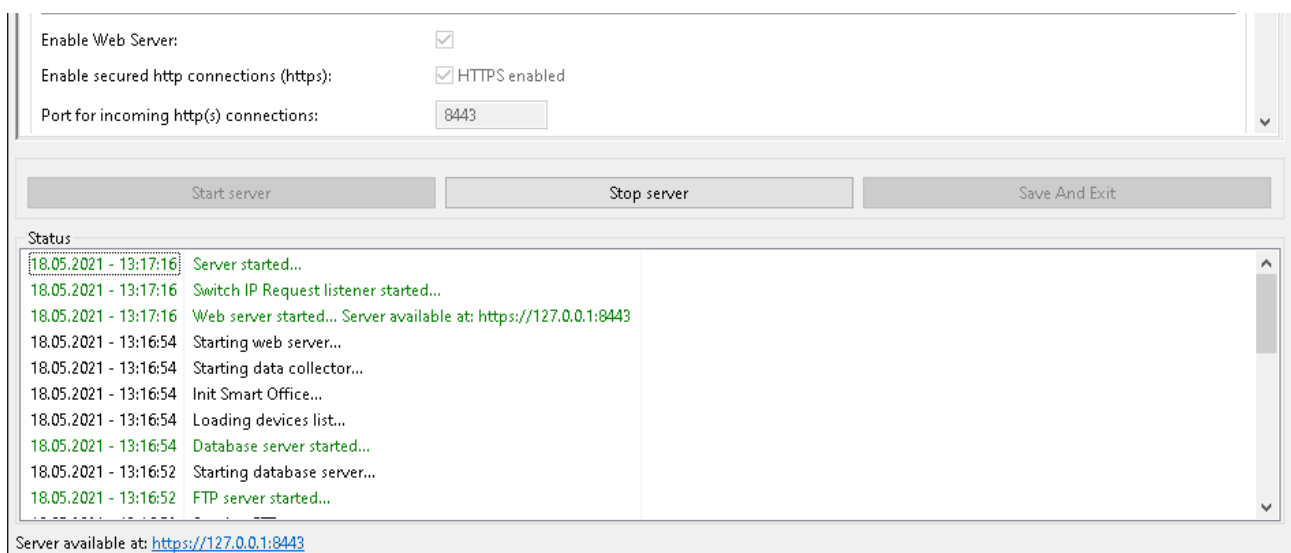 Enable Web Server:
Enable secured http connections (https): HTTPS enabled
Port for incoming http(s) connections: 8443
Start server Stop server Save And Exit
Status
18.05.2021 - 13:17:16 Server started...
18.05.2021 - 13:17:16 Switch IP Request listener started...
18.05.2021 - 13:17:16 Web server started... Server available at: https://127.0.0.1:8443
18.05.2021 - 13:16:54 Starting web server...
18.05.2021 - 13:16:54 Starting data collector...
18.05.2021 - 13:16:54 Init Smart Office...
18.05.2021 - 13:16:54 Loading devices list...
18.05.2021 - 13:16:54 Database server started...
18.05.2021 - 13:16:52 Starting database server...
18.05.2021 - 13:16:52 FTP server started...
Server available at: https://127.0.0.1:8443